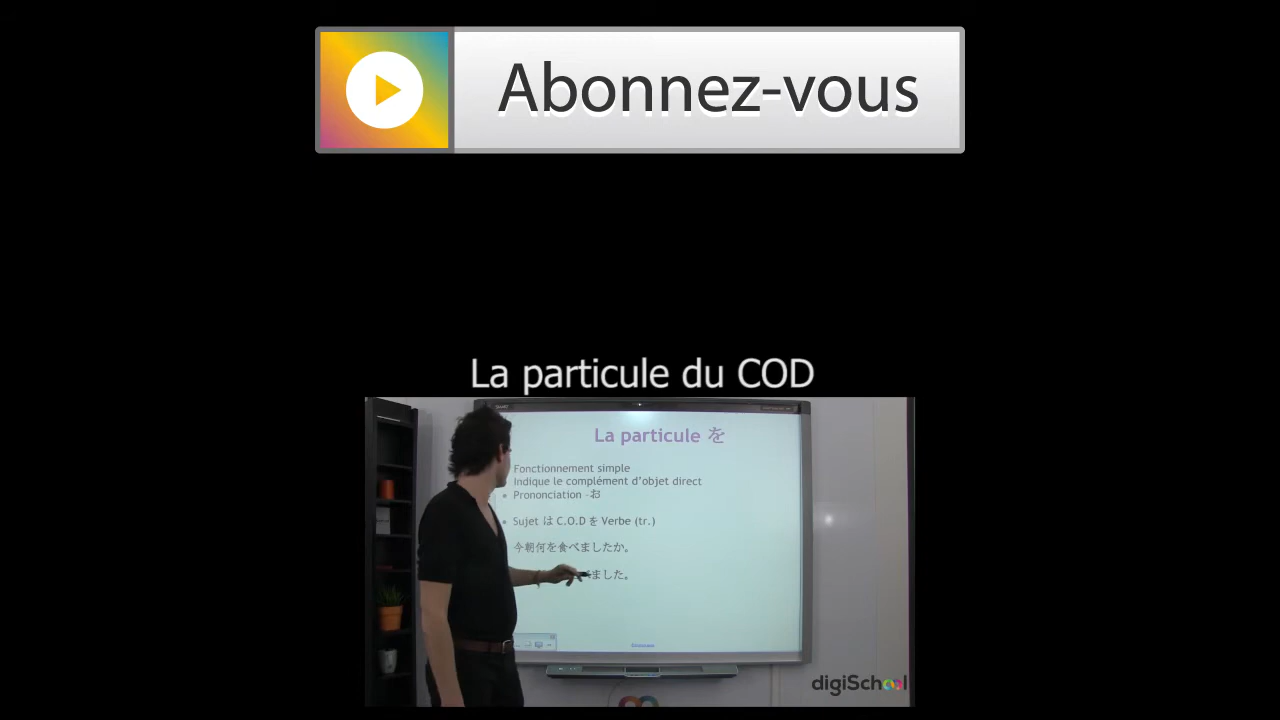 Abonnez-vous
La particule du COD
La particule を
Fonctionnement simple
Indique le complément d'objet direct
Prononciation - お
Sujet は C.O.D を Verbe (tr.)
今朝何を食べましたか。
ました。
digiSchool